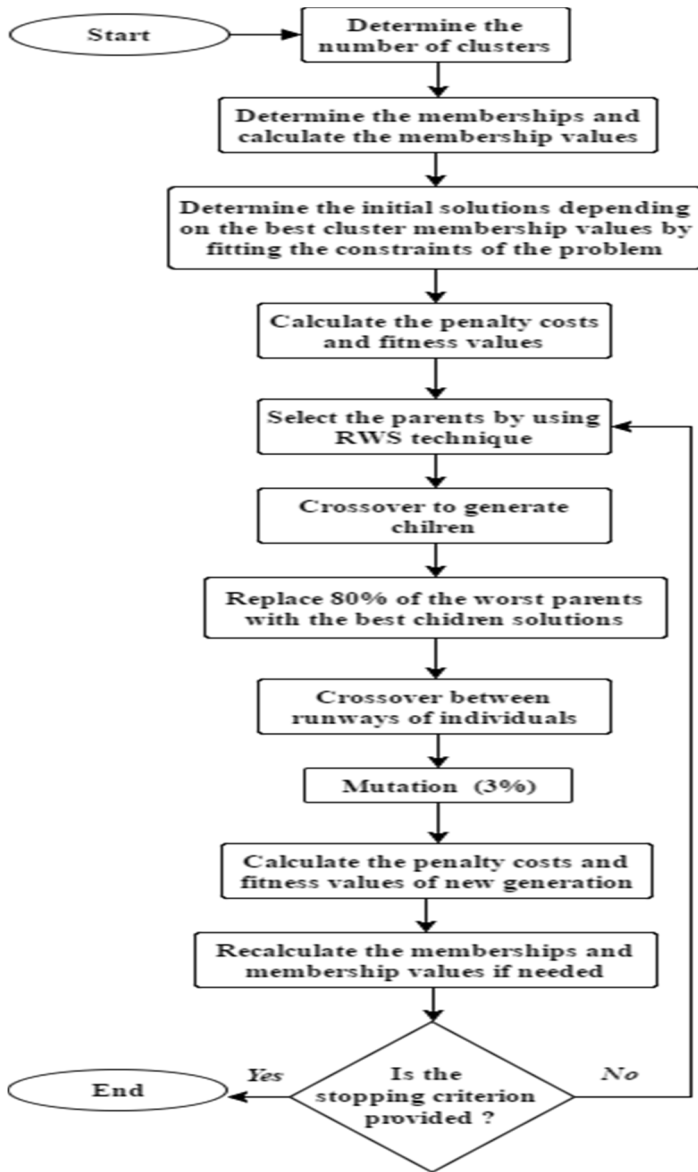 Start
Determine the
number of clusters
Determine the memberships and
calculate the membership values
Determine the initial solutions depending
on the best cluster membership values by
fitting the constraints of the problem
Calculate the penalty costs
and fitness values
Select the parents by using
RWS technique
Crossover to generate
chilren
Replace 80% of the worst parents
with the best chidren solutions
Crossover between
runways of individuals
Mutation (3%)
Calculate the penalty costs and
fitness values of new generation
Recalculate the memberships and
membership values if needed
Is the
stopping criterion
provided ?
Yes
No
End